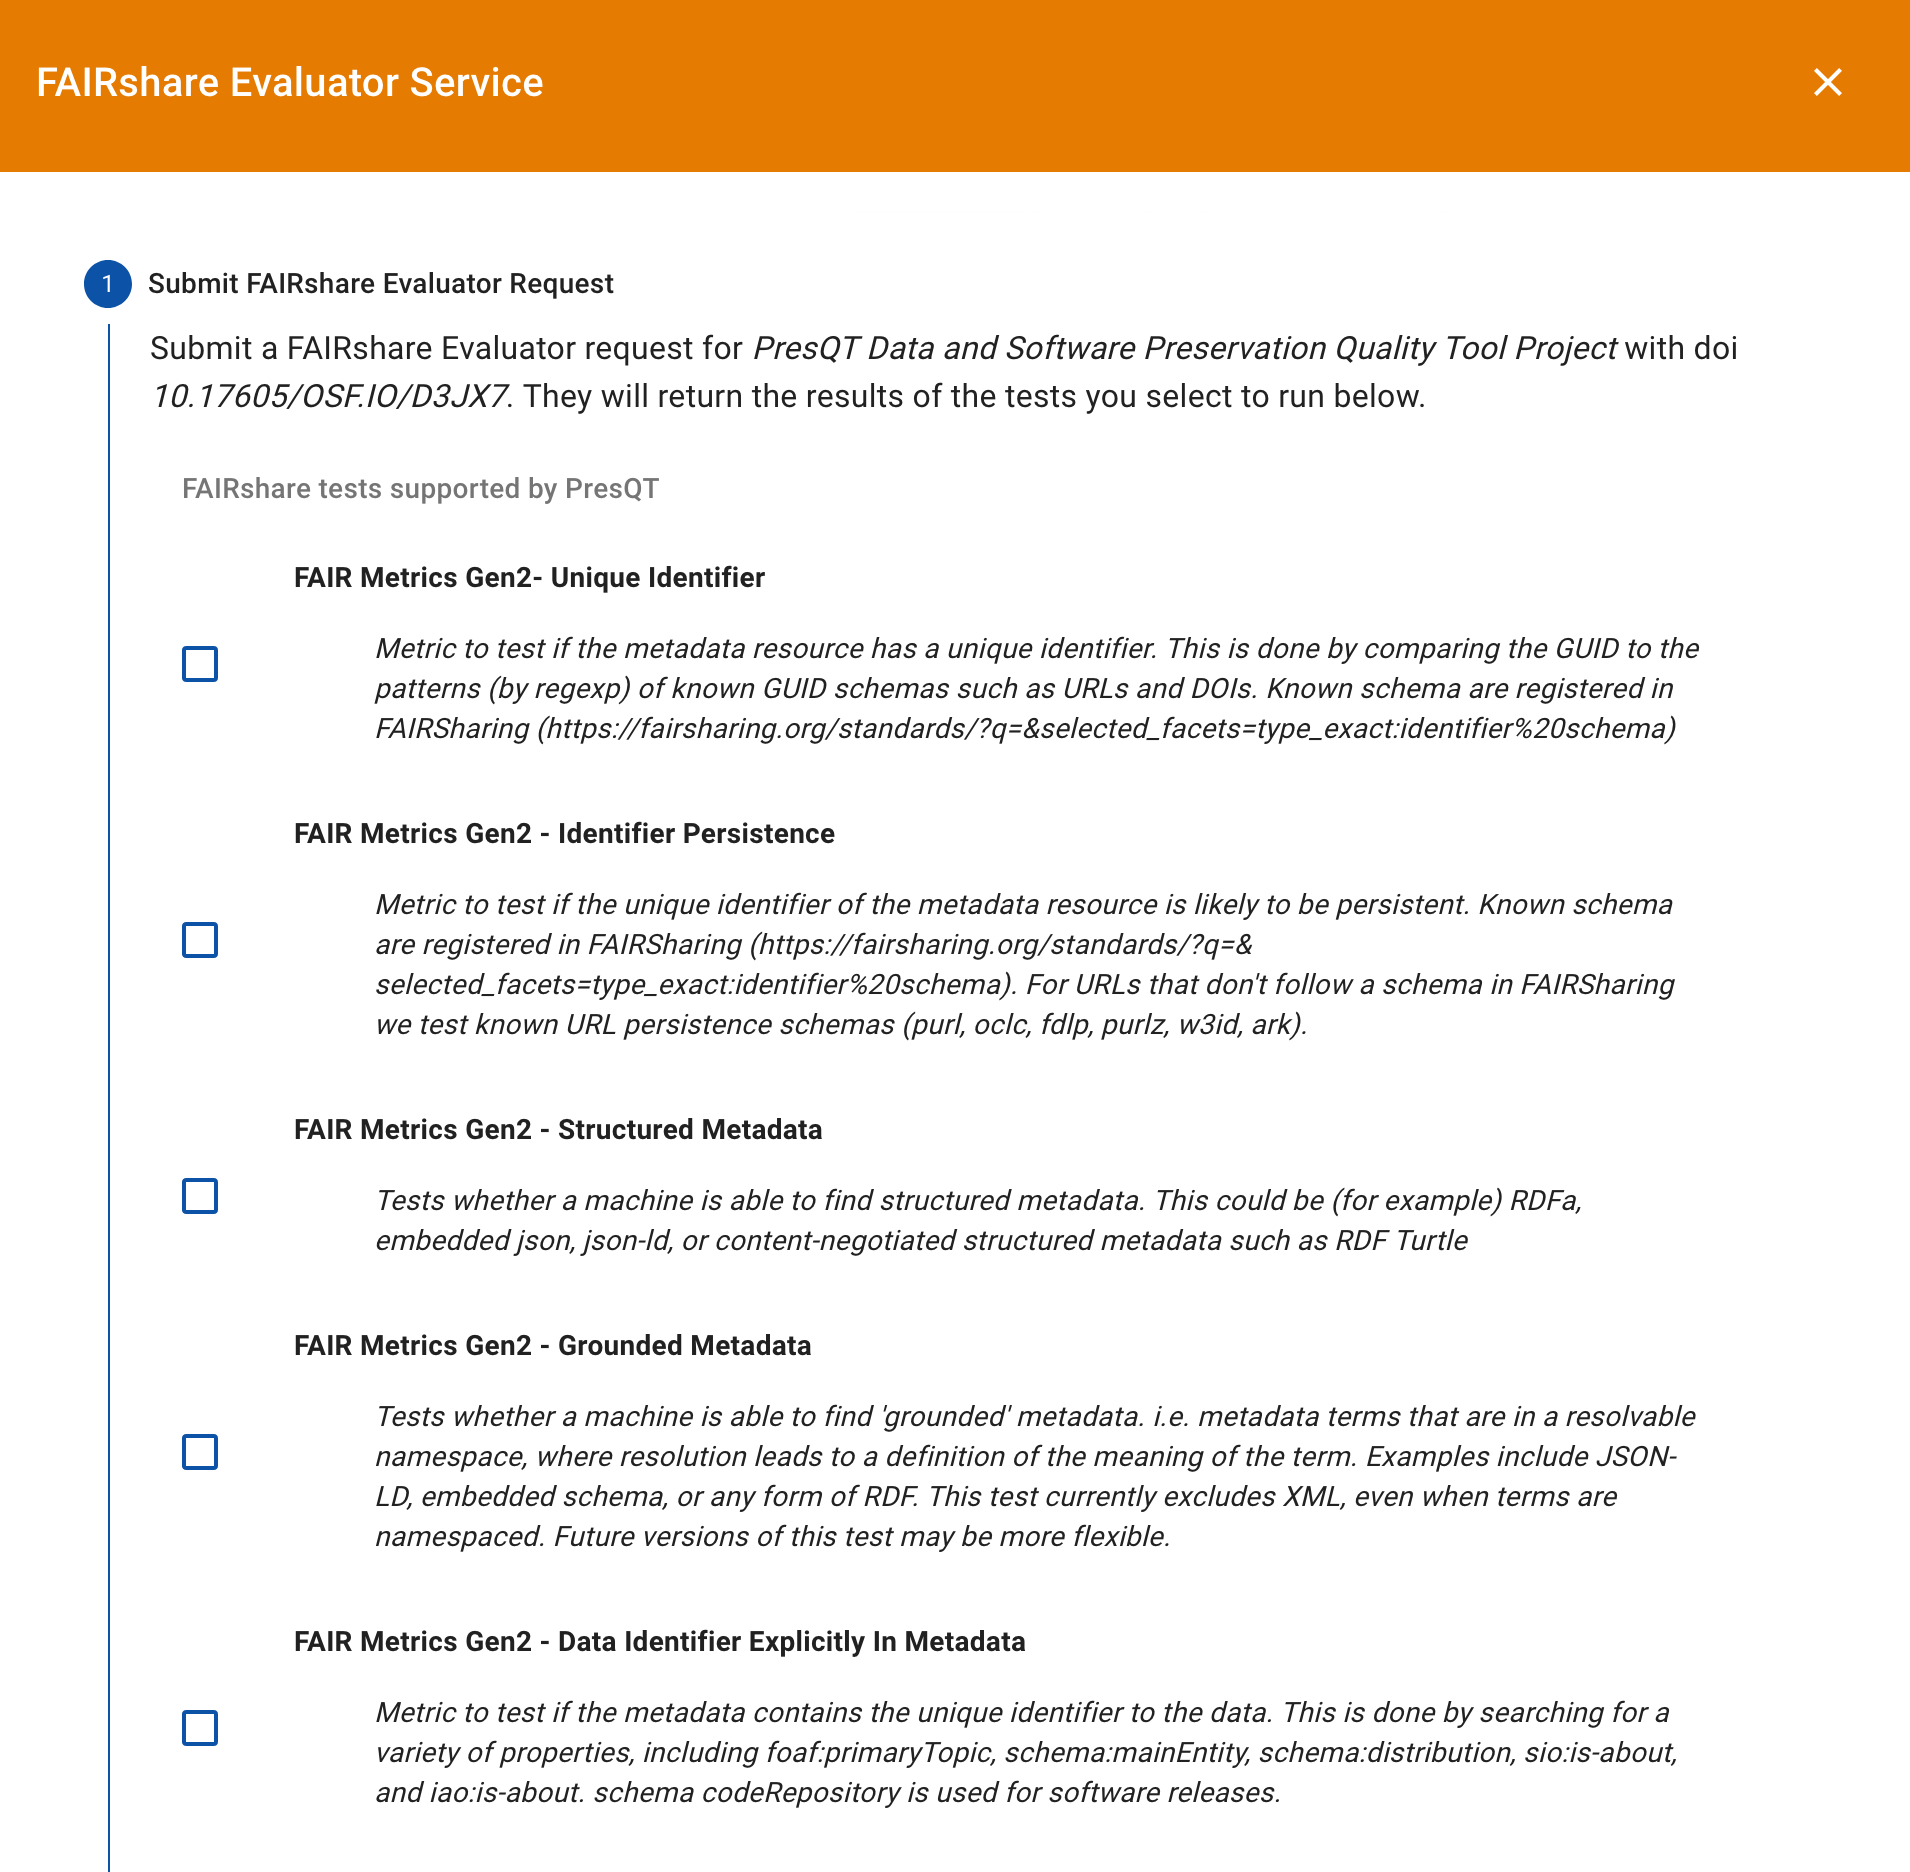 FAIRshare Evaluator Service
1 Submit FAIRshare Evaluator Request
Submit a FAIRshare Evaluator request for PresQT Data and Software Preservation Quality Tool Project with doi
10.17605/OSF.IO/D3JX7. They will return the results of the tests you select to run below.
FAIRshare tests supported by PresQT
FAIR Metrics Gen2- Unique Identifier
Metric to test if the metadata resource has a unique identifier. This is done by comparing the GUID to the
patterns (by regexp) of known GUID schemas such as URLs and DOIs. Known schema are registered in
FAIRSharing (https://fairsharing.org/standards/?q=&selected_facets=type_exact:identifier%20schema)
FAIR Metrics Gen2 - Identifier Persistence
Metric to test if the unique identifier of the metadata resource is likely to be persistent. Known schema
are registered in FAIRSharing (https://fairsharing.org/standards/?q=&
selected_facets=type_exact:identifier%20schema). For URLs that don't follow a schema in FAIRSharing
we test known URL persistence schemas (purl, oclc, fdlp, purlz, w3id, ark).
FAIR Metrics Gen2 - Structured Metadata
Tests whether a machine is able to find structured metadata. This could be (for example) RDFa,
embedded json, json-ld, or content-negotiated structured metadata such as RDF Turtle
FAIR Metrics Gen2 - Grounded Metadata
Tests whether a machine is able to find 'grounded' metadata. i.e. metadata terms that are in a resolvable
namespace, where resolution leads to a definition of the meaning of the term. Examples include JSON-
LD, embedded schema, or any form of RDF. This test currently excludes XML, even when terms are
namespaced. Future versions of this test may be more flexible.
FAIR Metrics Gen2 - Data Identifier Explicitly In Metadata
Metric to test if the metadata contains the unique identifier to the data. This is done by searching for a
variety of properties, including foaf:primaryTopic, schema:mainEntity, schema:distribution, sio:is-about,
and iao:is-about. schema codeRepository is used for software releases.